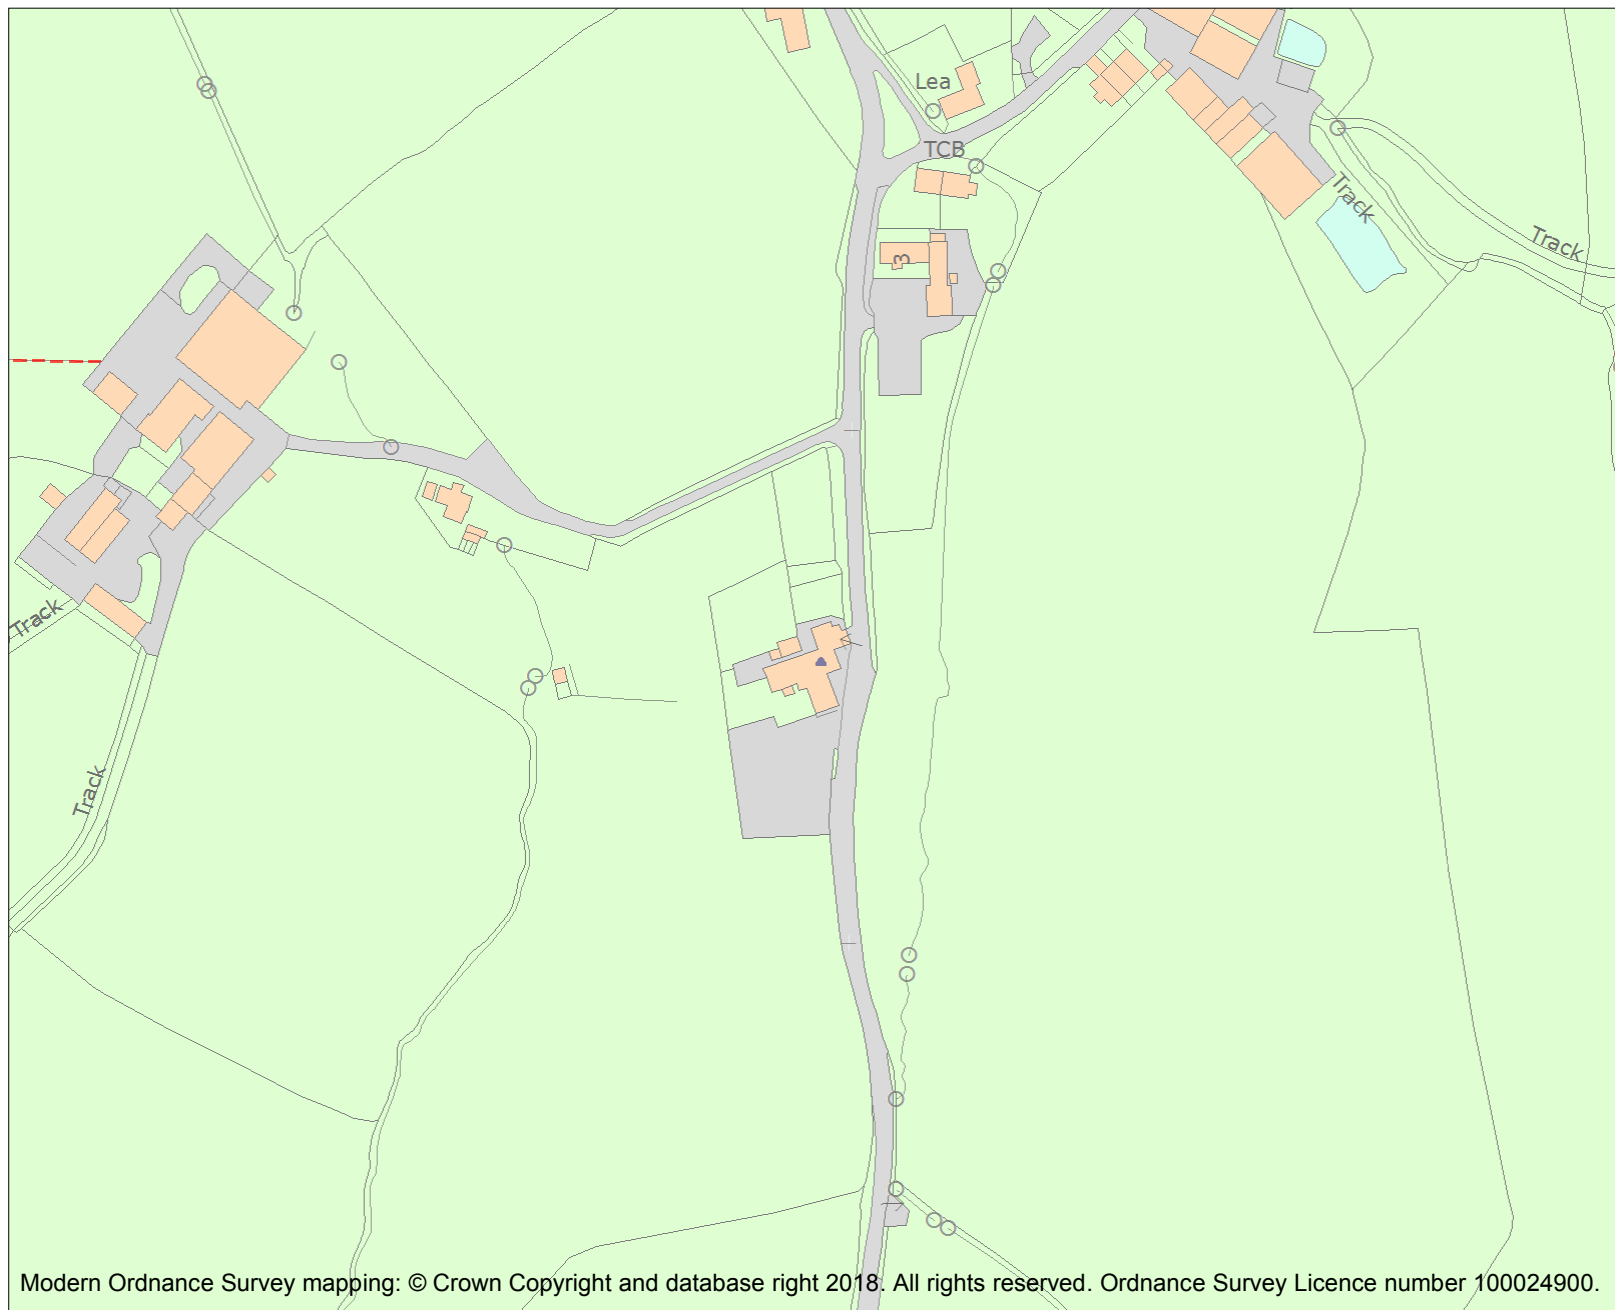 Lea
TCB
Track
Track
3
Track
Track
Modern Ordnance Survey mapping: © Crown Copyright and database right 2018. All rights reserved. Ordnance Survey Licence number 100024900.